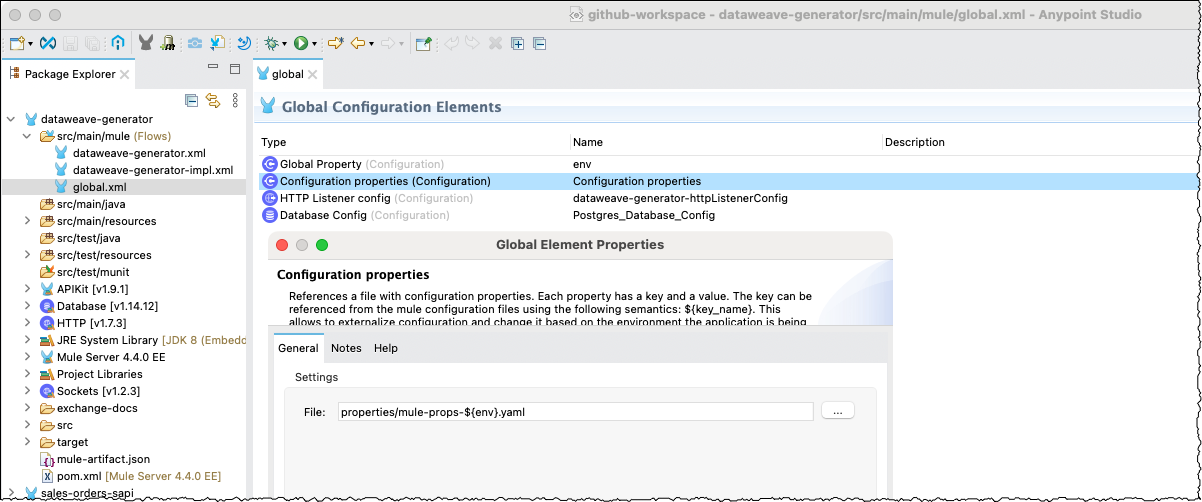 github-workspace - dataweave-generator/src/main/mule/global.xml - Anypoint Studio
Package Explorer
global
dataweave-generator
src/main/mule (Flows)
dataweave-generator.xml
dataweave-generator-impl.xml
global.xml
src/main/java
src/main/resources
src/test/java
src/test/resources
src/test/munit
APIKit [v1.9.1]
Database [v1.14.12]
HTTP [v1.7.3]
JRE System Library [JDK 8 (Embedd
Mule Server 4.4.0 EE
Project Libraries
Sockets [v1.2.3]
exchange-docs
src
target
mule-artifact.json
pom.xml [Mule Server 4.4.0 EE]
sales-orders-sapi
Global Configuration Elements
Type Name Description
Global Property (Configuration) env
Configuration properties (Configuration) Configuration properties
HTTP Listener config (Configuration) dataweave-generator-httpListenerConfig
Database Config (Configuration) Postgres_Database_Config
Global Element Properties
Configuration properties
References a file with configuration properties. Each property has a key and a value. The key can be
referenced from the mule configuration files using the following semantics: ${key_name}. This
allows to externalize configuration and change it based on the environment the application is being
General Notes Help
Settings
File: properties/mule-props-${env}.yaml ...